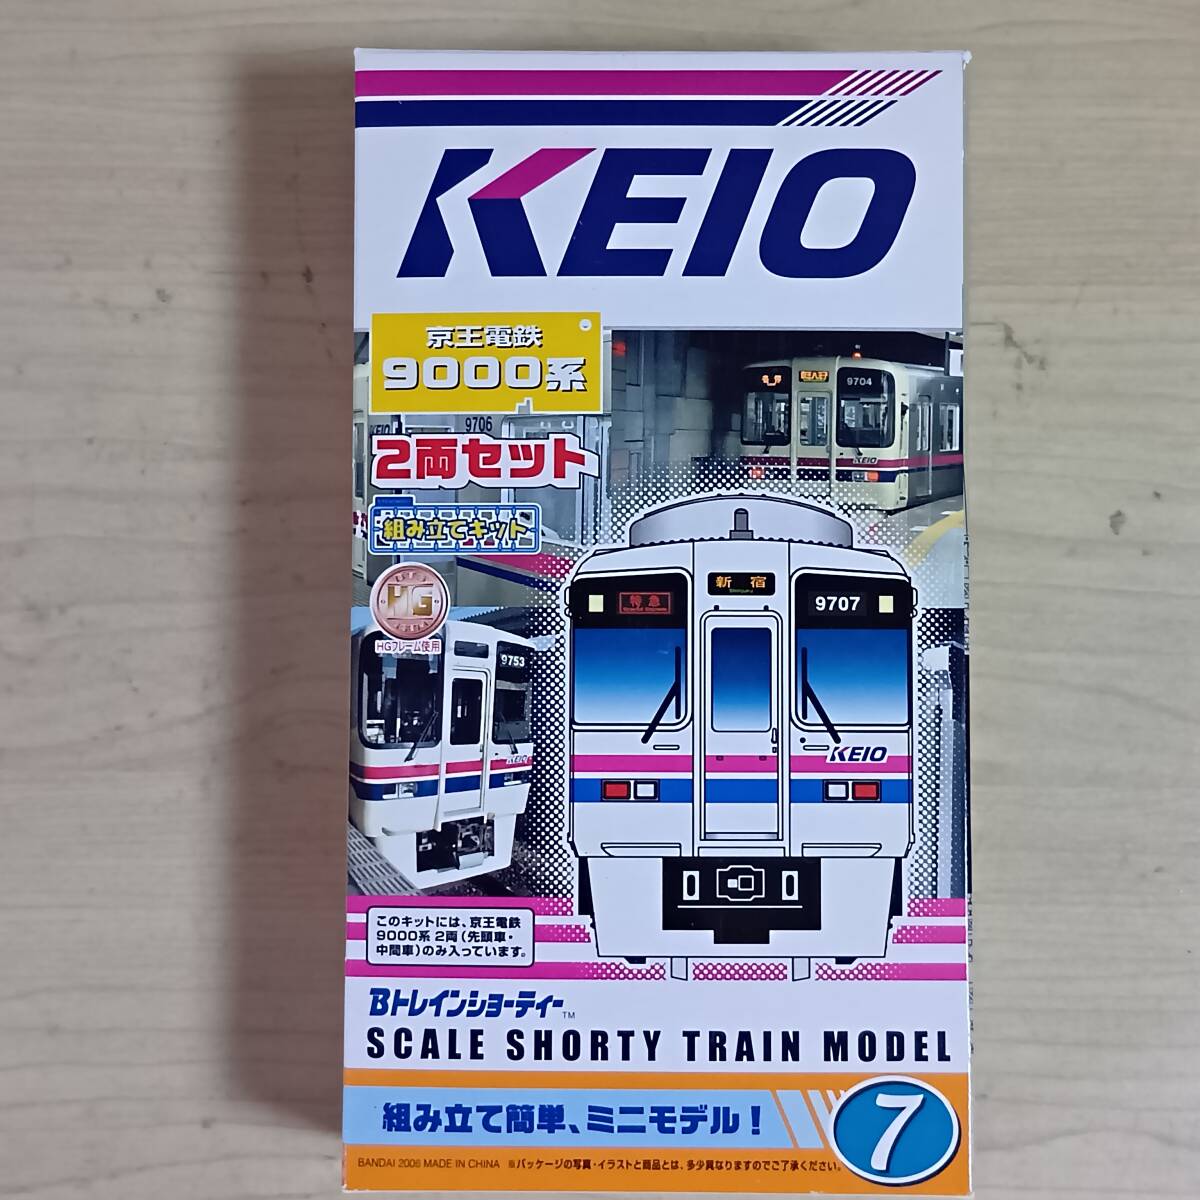 KEIO
京王電鉄
9000系
9706
2両セット
組み立てキット
HG
HGフレーム使用
9704
KEIO
9753
KEIO
特急
新宿
Shinjuku
9707
KEIO
このキットには、京王電鉄
9000系 2両(先頭車・
中間車)のみ入っています。
Bトレインショーティー™
SCALE SHORTY TRAIN MODEL
組み立て簡単、ミニモデル!
7
BANDAI 2006 MADE IN CHINA ※パッケージの写真・イラストと商品とは、多少異なりますのでご了承ください。